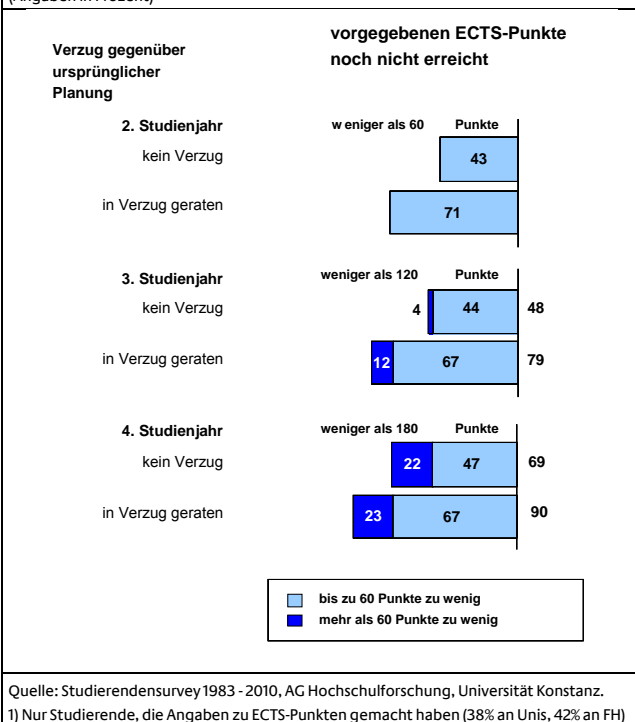 (Angaben in Prozent)
vorgegebenen ECTS-Punkte
noch nicht erreicht
Verzug gegenüber
ursprünglicher
Planung
2. Studienjahr weniger als 60 Punkte
kein Verzug 43
in Verzug geraten 71
3. Studienjahr weniger als 120 Punkte
kein Verzug 4 44 48
in Verzug geraten 12 67 79
4. Studienjahr weniger als 180 Punkte
kein Verzug 22 47 69
in Verzug geraten 23 67 90
bis zu 60 Punkte zu wenig
mehr als 60 Punkte zu wenig
Quelle: Studierendensurvey 1983 - 2010, AG Hochschulforschung, Universität Konstanz.
1) Nur Studierende, die Angaben zu ECTS-Punkten gemacht haben (38% an Unis, 42% an FH)